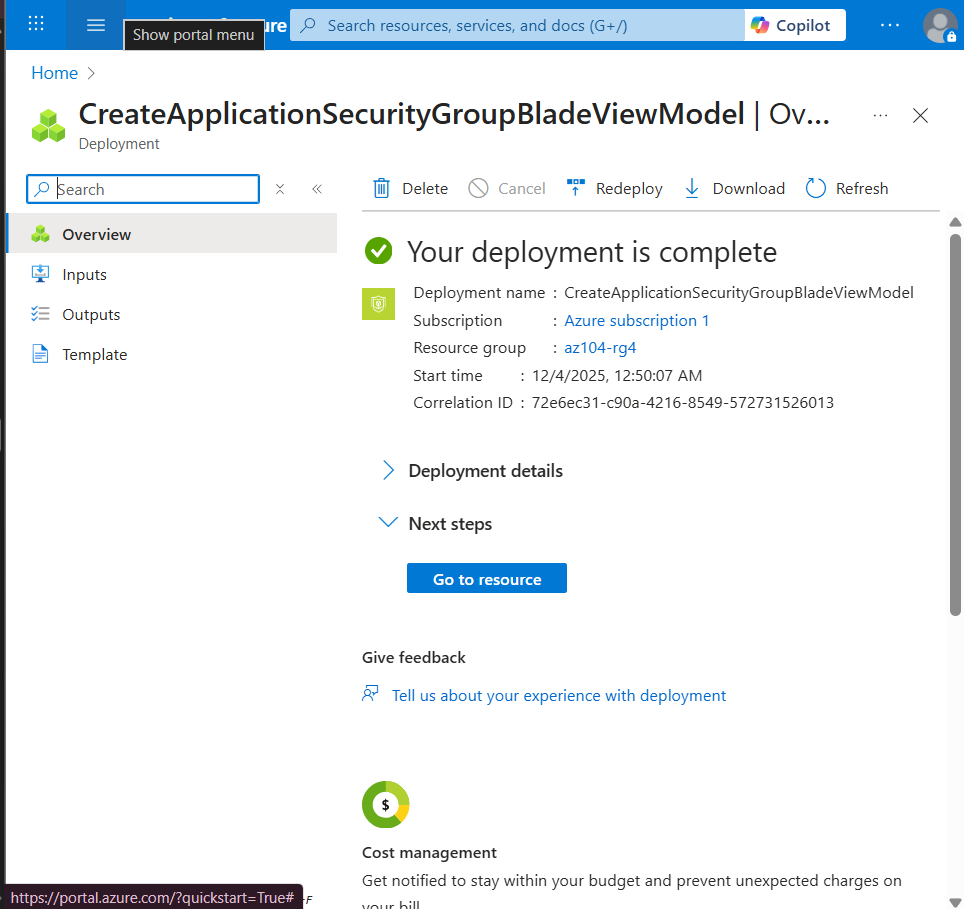 Show portal menu
ure
Search resources, services, and docs (G+/)
Copilot
Home
CreateApplicationSecurityGroupBladeViewModel | Ov...
Deployment
Search
Delete
Cancel
Redeploy
Download
Refresh
Overview
Inputs
Outputs
Template
Your deployment is complete
Deployment name : CreateApplicationSecurityGroupBladeViewModel
Subscription : Azure subscription 1
Resource group : az104-rg4
Start time : 12/4/2025, 12:50:07 AM
Correlation ID : 72e6ec31-c90a-4216-8549-572731526013
Deployment details
Next steps
Go to resource
Give feedback
Tell us about your experience with deployment
$
Cost management
Get notified to stay within your budget and prevent unexpected charges on
your bill
https://portal.azure.com/?quickstart=True#